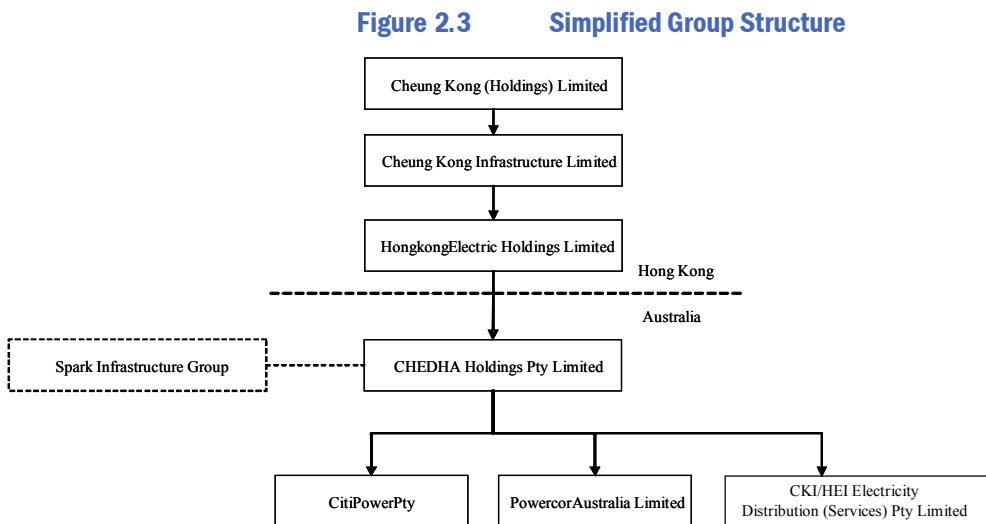 Figure 2.3 Simplified Group Structure
Cheung Kong (Holdings) Limited
Cheung Kong Infrastructure Limited
HongkongElectric Holdings Limited
Hong Kong
Australia
Spark Infrastructure Group
CHEDHA Holdings Pty Limited
CitiPowerPty
PowercorAustralia Limited
CKI/HEI Electricity
Distribution (Services) Pty Limited